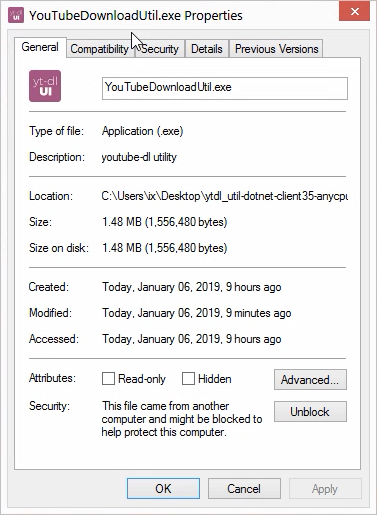 YouTubeDownloadUtil.exe Properties
General Compatibility Security Details Previous Versions
yt-dl
UI
YouTubeDownloadUtil.exe
Type of file: Application (.exe)
Description: youtube-dl utility
Location: C:\Users\ix\Desktop\ytdl_util-dotnet-client35-anycpu
Size: 1.48 MB (1,556,480 bytes)
Size on disk: 1.48 MB (1,556,480 bytes)
Created: Today, January 06, 2019, 9 hours ago
Modified: Today, January 06, 2019, 9 minutes ago
Accessed: Today, January 06, 2019, 9 hours ago
Attributes: Read-only Hidden Advanced...
Security: This file came from another
computer and might be blocked to
help protect this computer.
Unblock
OK Cancel Apply